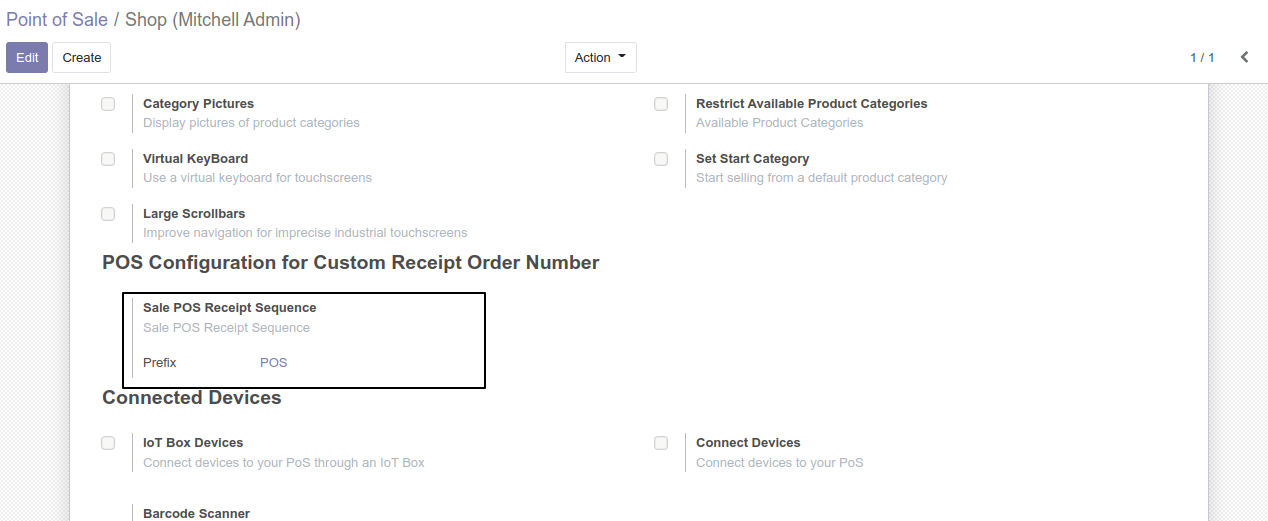 Point of Sale / Shop (Mitchell Admin)
Edit Create Action 1 / 1
Category Pictures
Display pictures of product categories
Restrict Available Product Categories
Available Product Categories
Virtual KeyBoard
Use a virtual keyboard for touchscreens
Set Start Category
Start selling from a default product category
Large Scrollbars
Improve navigation for imprecise industrial touchscreens
POS Configuration for Custom Receipt Order Number
Sale POS Receipt Sequence
Sale POS Receipt Sequence
Prefix POS
Connected Devices
IoT Box Devices
Connect devices to your PoS through an IoT Box
Connect Devices
Connect devices to your PoS
Barcode Scanner